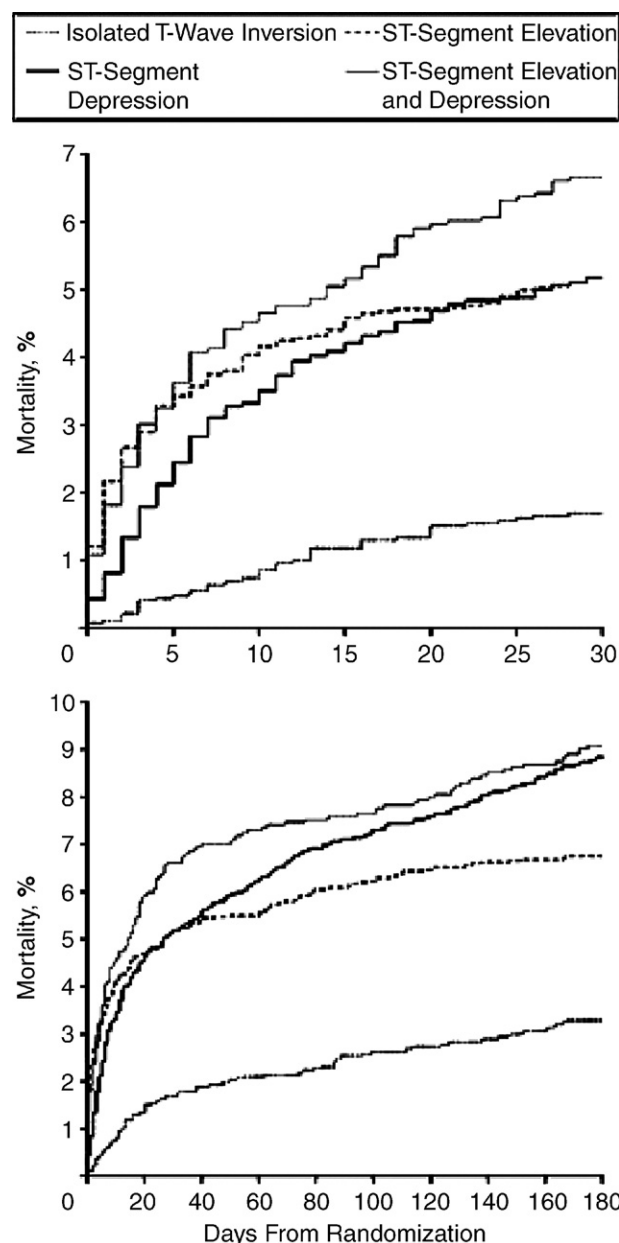 Isolated T-Wave Inversion
ST-Segment Elevation
ST-Segment
Depression
ST-Segment Elevation
and Depression
7
6
5
4
3
2
1
0
Mortality, %
5 10 15 20 25 30
10
9
8
7
6
5
4
3
2
1
0
Mortality, %
20 40 60 80 100 120 140 160 180
Days From Randomization